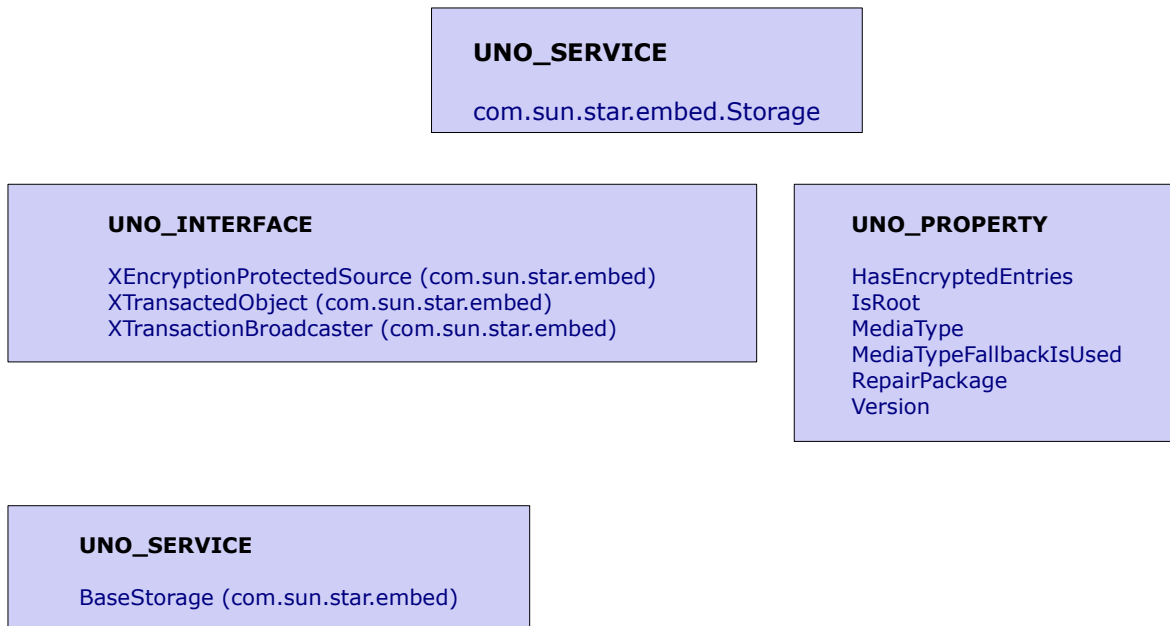 UNO_SERVICE
com.sun.star.embed.Storage
UNO_INTERFACE
XEncryptionProtectedSource (com.sun.star.embed)
XTransactedObject (com.sun.star.embed)
XTransactionBroadcaster (com.sun.star.embed)
UNO_PROPERTY
HasEncryptedEntries
IsRoot
MediaType
MediaTypeFallbackIsUsed
RepairPackage
Version
UNO_SERVICE
BaseStorage (com.sun.star.embed)